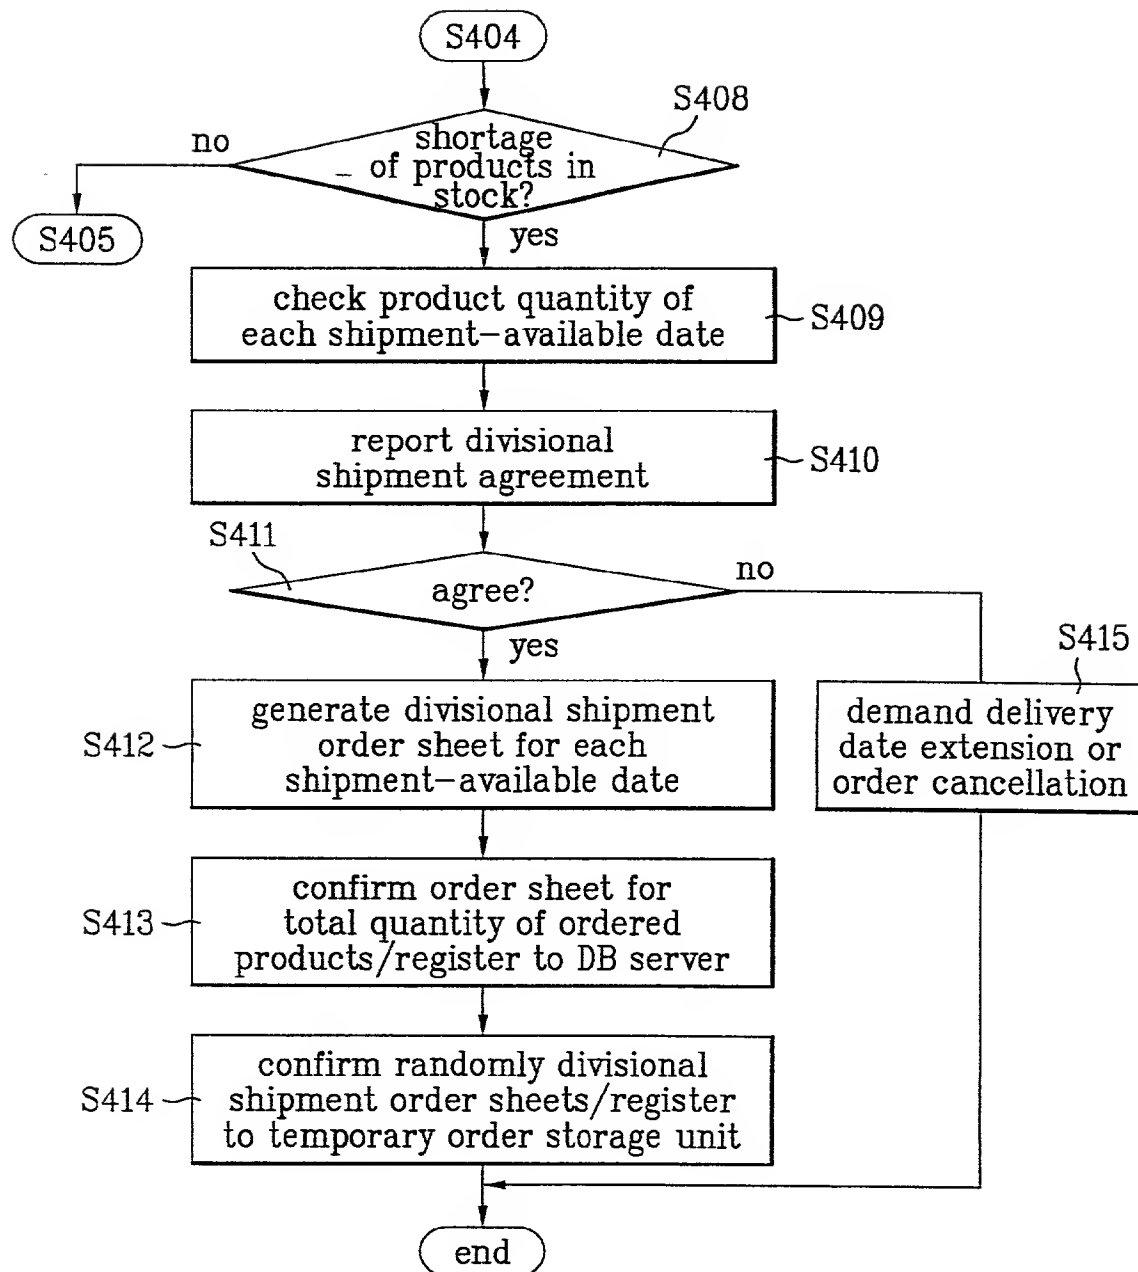 S404
S408
no
shortage
of products in
stock?
S405
yes
check product quantity of
each shipment-available date
S409
report divisional
shipment agreement
S410
S411
agree?
no
yes
S415
generate divisional shipment
order sheet for each
shipment-available date
S412
demand delivery
date extension or
order cancellation
confirm order sheet for
total quantity of ordered
products/register to DB server
S413
confirm randomly divisional
shipment order sheets/register
to temporary order storage unit
S414
end